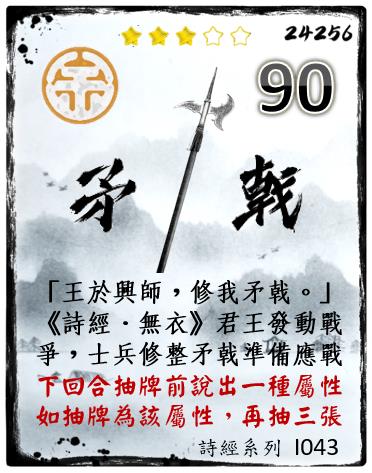 24256
90
矛戟
「王於興師，修我矛戟。」
《詩經．無衣》君王發動戰
爭，士兵修整矛戟準備應戰
下回合抽牌前說出一種屬性
如抽牌為該屬性，再抽三張
詩經系列 I043